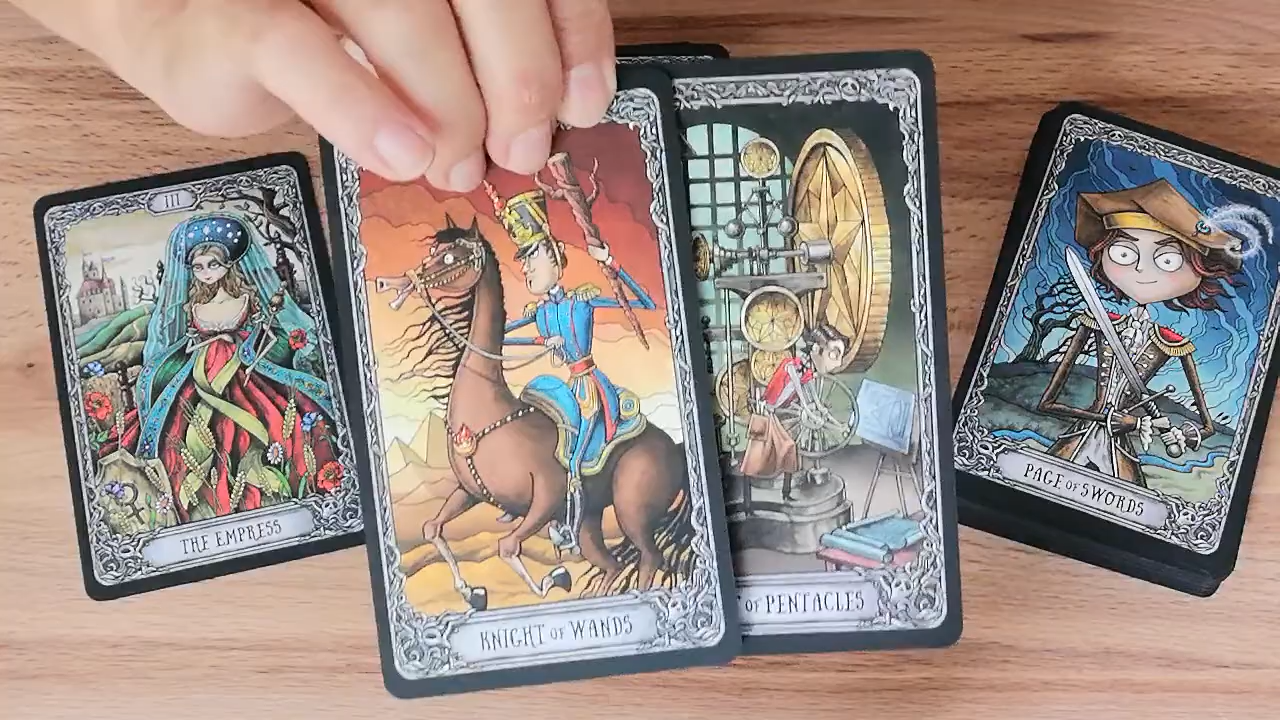 III
THE EMPRESS
KNIGHT OF WANDS
OF PENTACLES
PAGE OF SWORDS